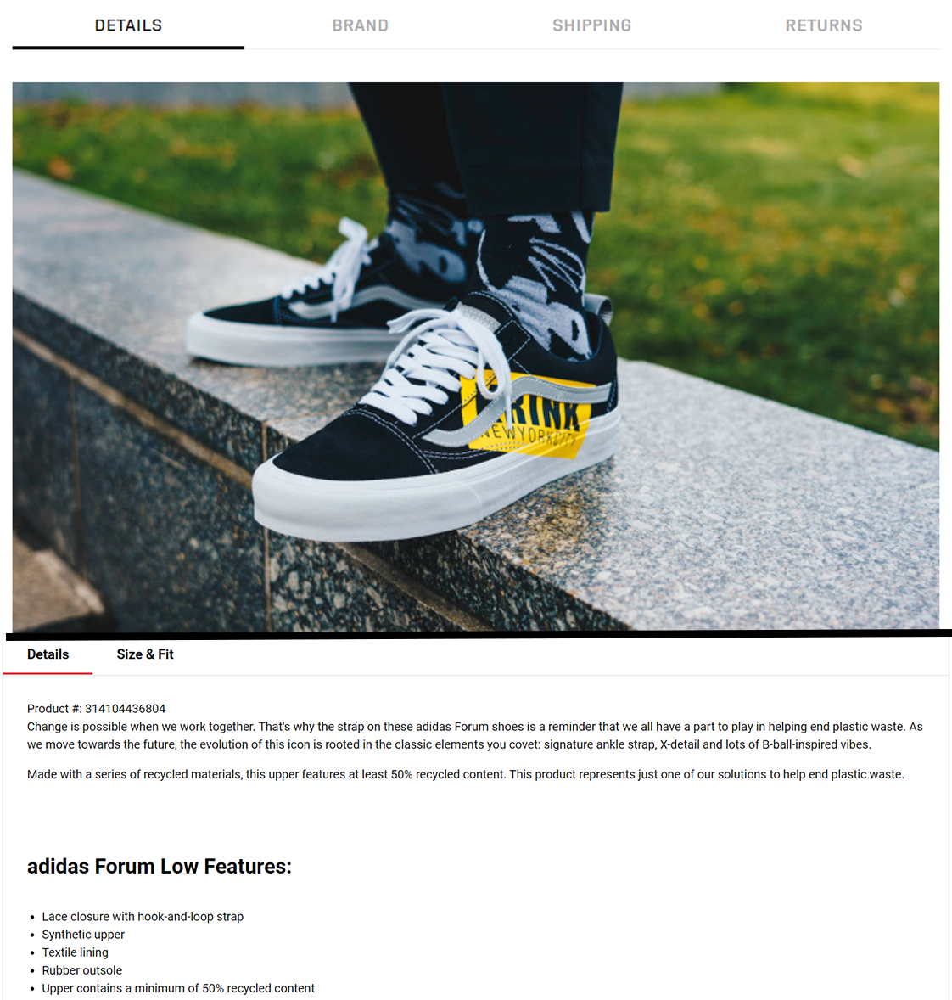 DETAILS BRAND SHIPPING RETURNS
NEWYORKCITY
Details Size & Fit
Product #: 314104436804
Change is possible when we work together. That's why the strap on these adidas Forum shoes is a reminder that we all have a part to play in helping end plastic waste. As
we move towards the future, the evolution of this icon is rooted in the classic elements you covet: signature ankle strap, X-detail and lots of B-ball-inspired vibes.
Made with a series of recycled materials, this upper features at least 50% recycled content. This product represents just one of our solutions to help end plastic waste.
adidas Forum Low Features:
• Lace closure with hook-and-loop strap
• Synthetic upper
• Textile lining
• Rubber outsole
• Upper contains a minimum of 50% recycled content